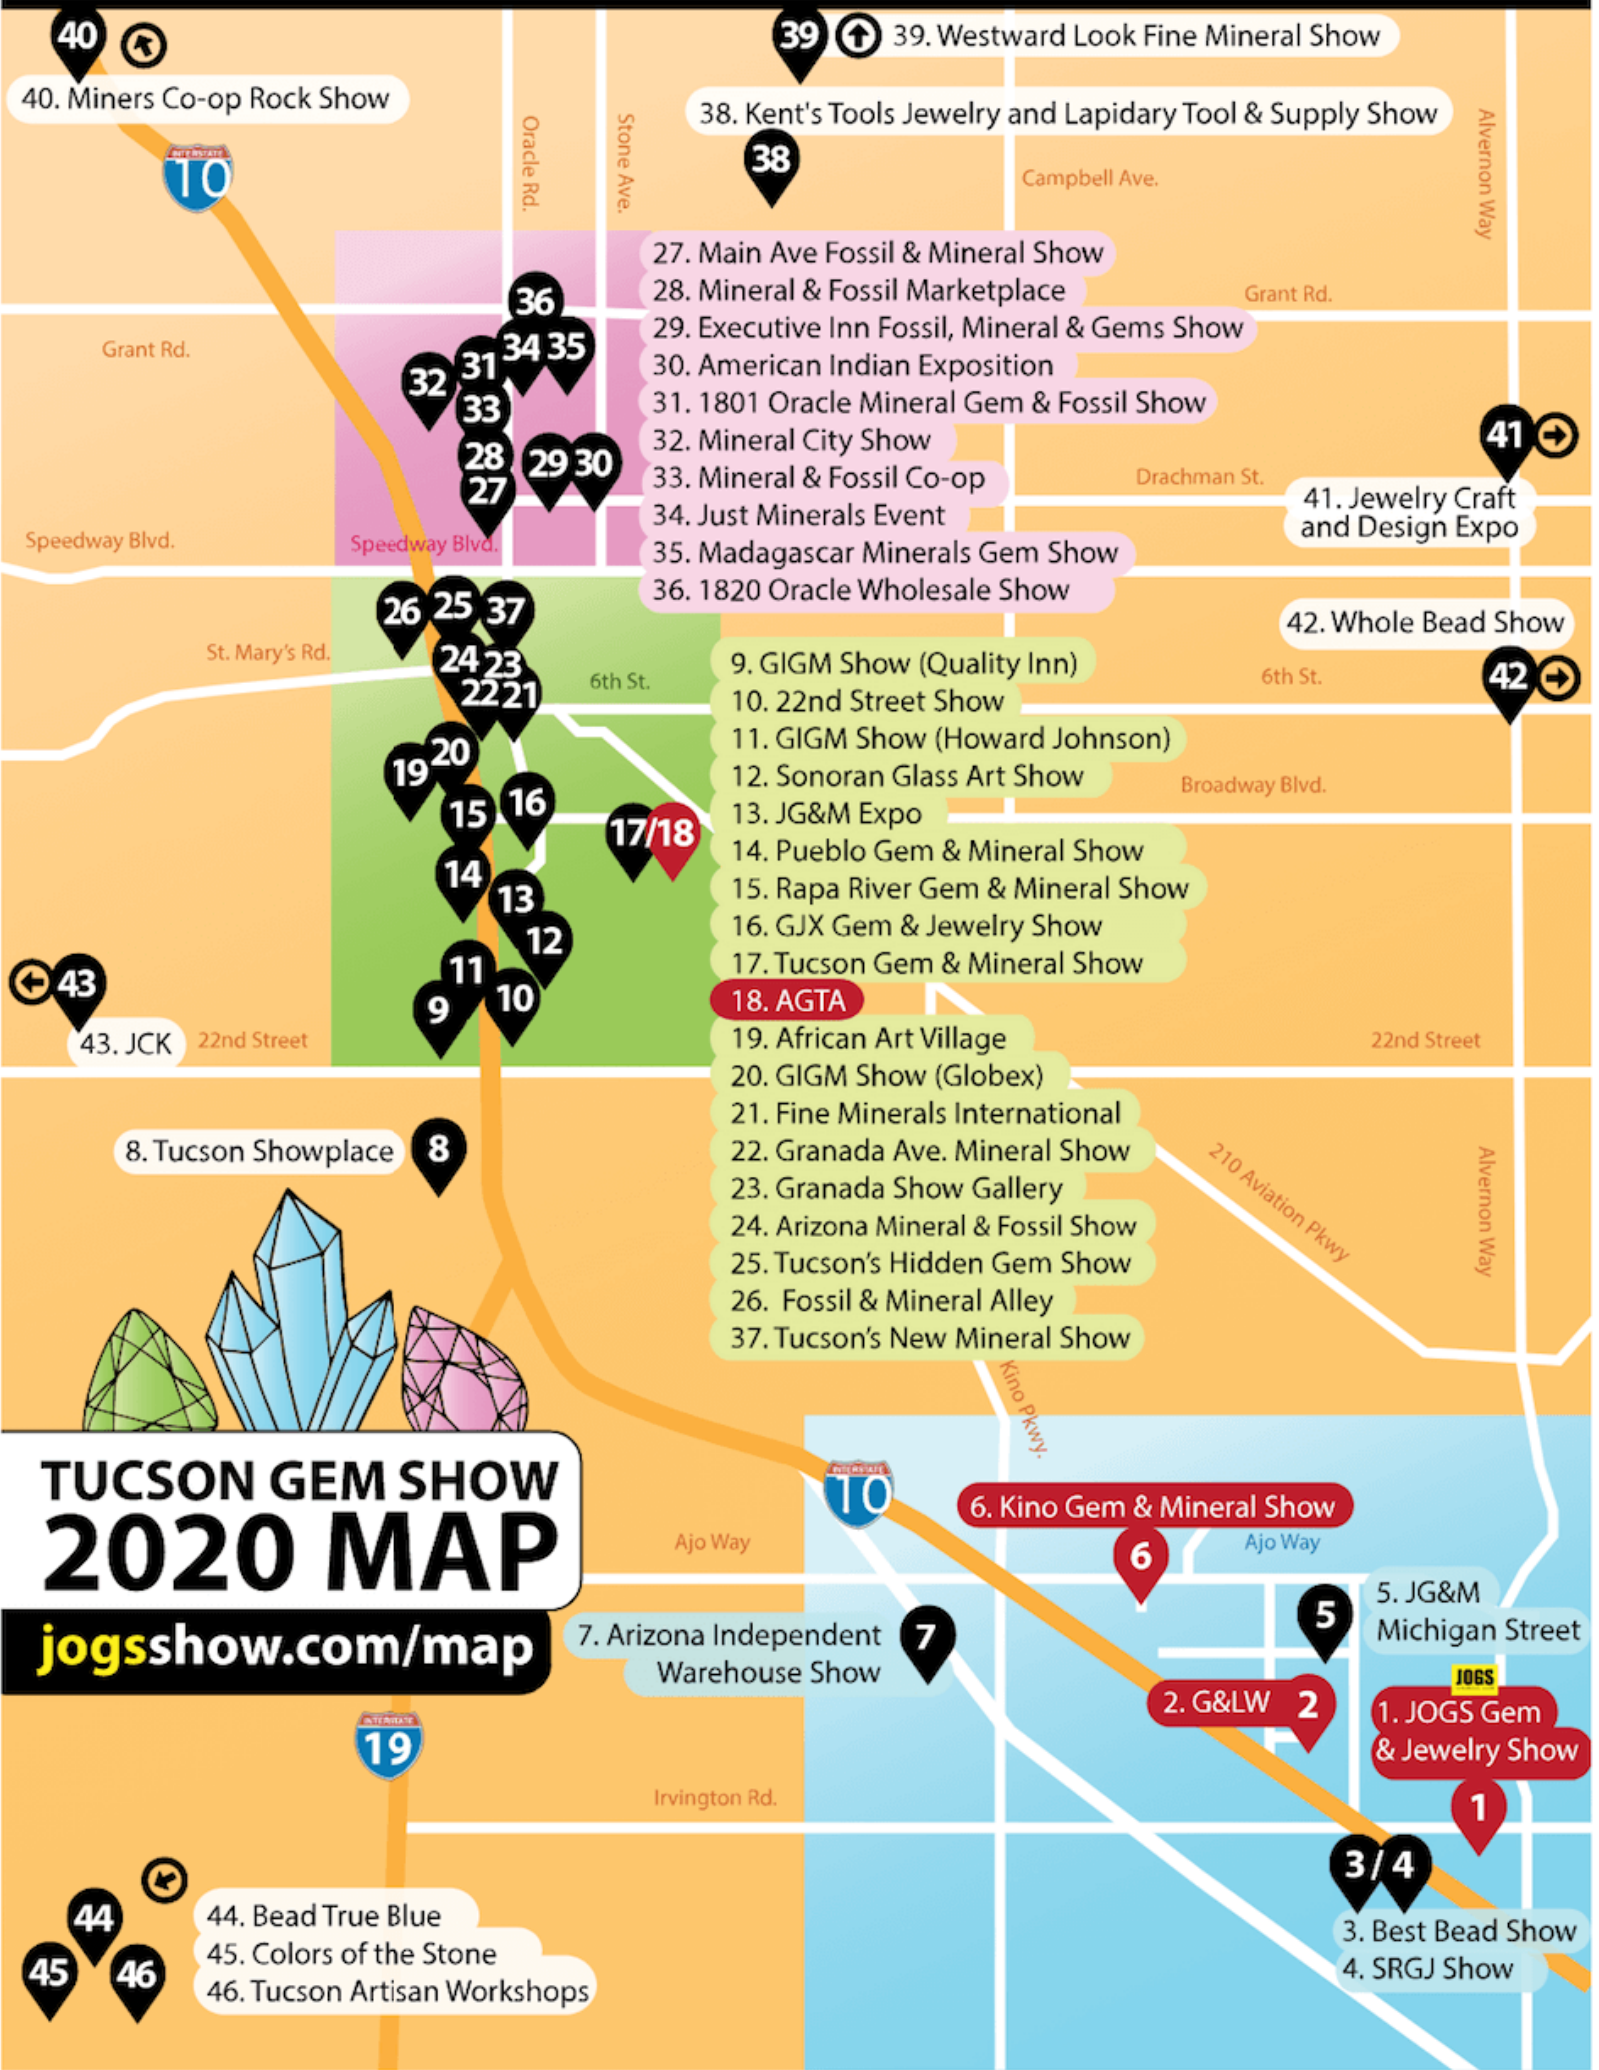 40
40. Miners Co-op Rock Show
39
39. Westward Look Fine Mineral Show
38. Kent's Tools Jewelry and Lapidary Tool & Supply Show
38
INTERSTATE
10
Oracle Rd.
Stone Ave.
Campbell Ave.
Alvernon Way
27. Main Ave Fossil & Mineral Show
28. Mineral & Fossil Marketplace
29. Executive Inn Fossil, Mineral & Gems Show
30. American Indian Exposition
31. 1801 Oracle Mineral Gem & Fossil Show
32. Mineral City Show
33. Mineral & Fossil Co-op
34. Just Minerals Event
35. Madagascar Minerals Gem Show
36. 1820 Oracle Wholesale Show
Grant Rd.
Grant Rd.
36
34
35
31
32
33
28
29
30
27
41
41. Jewelry Craft
and Design Expo
Drachman St.
Speedway Blvd.
Speedway Blvd.
26
25
37
24
23
22
21
St. Mary's Rd.
6th St.
6th St.
42. Whole Bead Show
42
Broadway Blvd.
20
19
15
16
17/18
14
13
12
11
10
9
9. GIGM Show (Quality Inn)
10. 22nd Street Show
11. GIGM Show (Howard Johnson)
12. Sonoran Glass Art Show
13. JG&M Expo
14. Pueblo Gem & Mineral Show
15. Rapa River Gem & Mineral Show
16. GJX Gem & Jewelry Show
17. Tucson Gem & Mineral Show
18. AGTA
19. African Art Village
20. GIGM Show (Globex)
21. Fine Minerals International
22. Granada Ave. Mineral Show
23. Granada Show Gallery
24. Arizona Mineral & Fossil Show
25. Tucson's Hidden Gem Show
26. Fossil & Mineral Alley
37. Tucson's New Mineral Show
43
43. JCK
22nd Street
22nd Street
8. Tucson Showplace
8
210 Aviation Pkwy
Alvernon Way
Kino Pkwy.
TUCSON GEM SHOW
2020 MAP
jogsshow.com/map
INTERSTATE
10
6. Kino Gem & Mineral Show
6
Ajo Way
Ajo Way
5
5. JG&M
Michigan Street
7. Arizona Independent
Warehouse Show
7
2. G&LW
2
JOGS
1. JOGS Gem
& Jewelry Show
1
INTERSTATE
19
Irvington Rd.
3/4
3. Best Bead Show
4. SRGJ Show
44
45
46
44. Bead True Blue
45. Colors of the Stone
46. Tucson Artisan Workshops